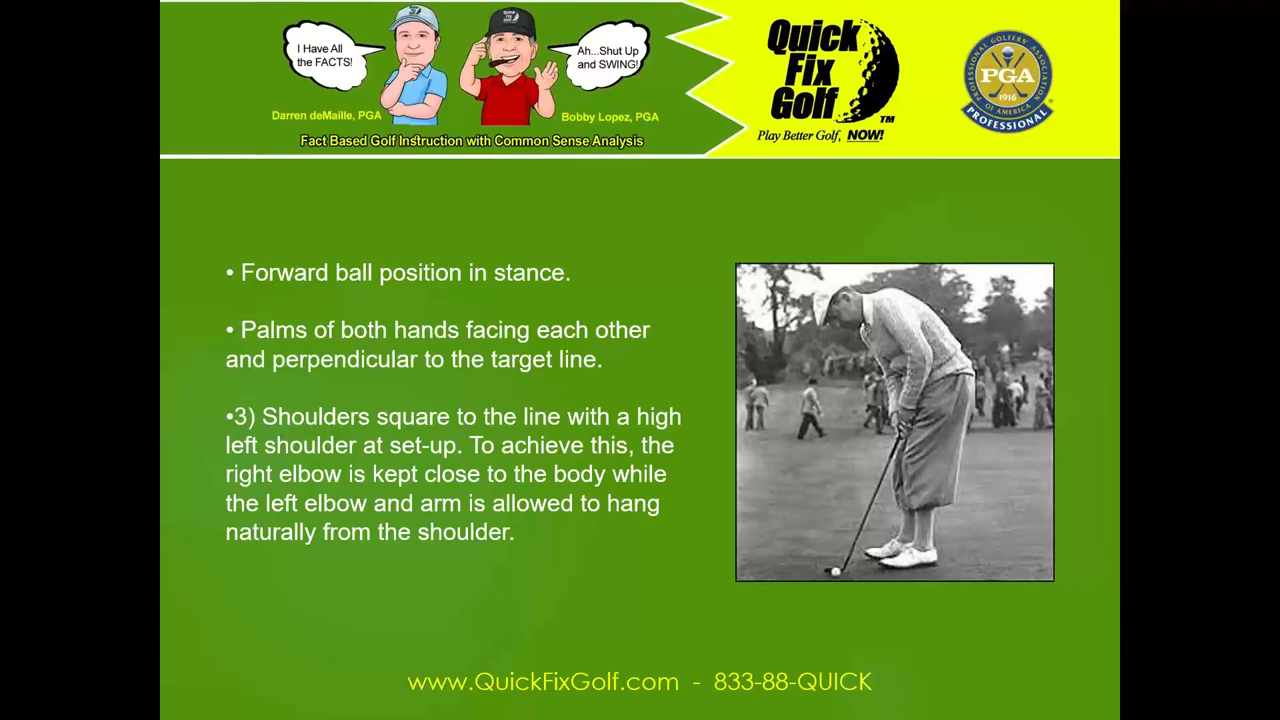 I Have All
the FACTS!
Ah...Shut Up
and SWING!
Darren deMaille, PGA
Bobby Lopez, PGA
Fact Based Golf Instruction with Common Sense Analysis
Quick
Fix
Golf
TM
Play Better Golf, NOW!
PROFESSIONAL GOLFERS' ASSOCIATION
PGA
1916
OF AMERICA
PROFESSIONAL
• Forward ball position in stance.
• Palms of both hands facing each other
and perpendicular to the target line.
•3) Shoulders square to the line with a high
left shoulder at set-up. To achieve this, the
right elbow is kept close to the body while
the left elbow and arm is allowed to hang
naturally from the shoulder.
www.QuickFixGolf.com - 833-88-QUICK